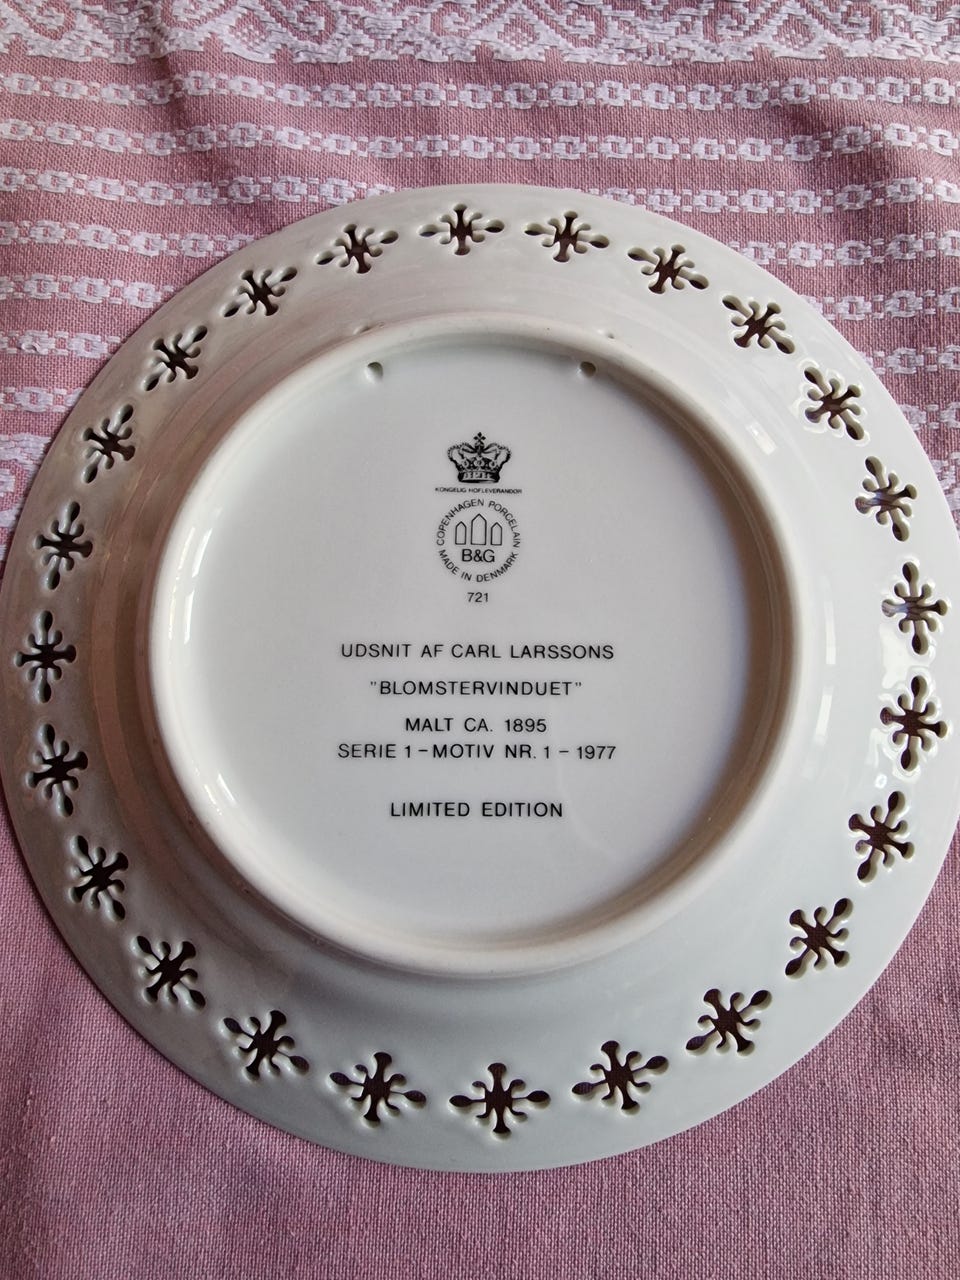 KONGELIG HOFLEVERANDØR
COPENHAGEN PORCELAIN
B&G
MADE IN DENMARK
721
UDSNIT AF CARL LARSSONS
"BLOMSTERVINDUET"
MALT CA. 1895
SERIE 1 – MOTIV NR. 1 – 1977
LIMITED EDITION